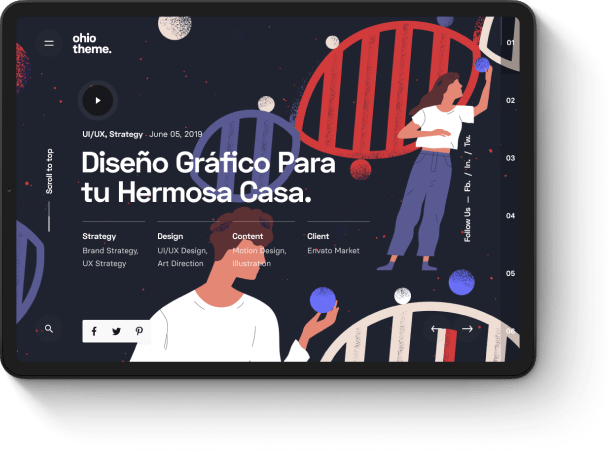 ohio
theme.
01
02
03
04
05
06
Scroll to top
UI/UX, Strategy · June 05, 2019
Diseño Gráfico Para
tu Hermosa Casa.
Strategy
Brand Strategy,
UX Strategy
Design
UI/UX Design,
Art Direction
Content
Motion Design,
Illustration
Client
Envato Market
Follow Us — Fb. / In. / Tw.